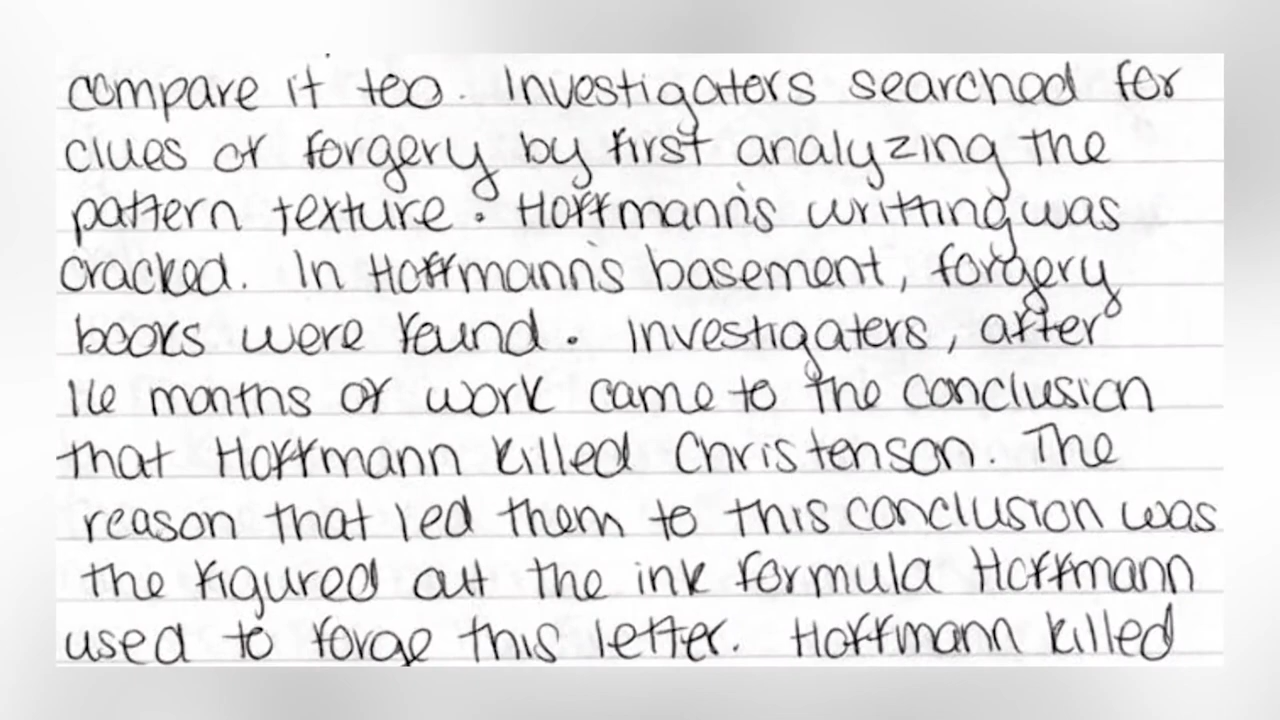 compare it too. Investigators searched for
clues of forgery by first analyzing the
pattern texture. Hoffmann's writting was
cracked. In Hoffmann's basement, forgery
books were found. Investigaters, after
16 months of work came to the conclusion
that Hoffmann killed Christenson. The
reason that led them to this conclusion was
the figured out the ink formula Hoffmann
used to forge this letter. Hoffmann killed